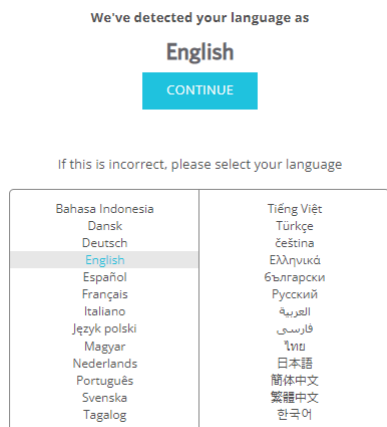 We've detected your language as
English
CONTINUE
If this is incorrect, please select your language
Bahasa Indonesia
Dansk
Deutsch
English
Español
Français
Italiano
Język polski
Magyar
Nederlands
Português
Svenska
Tagalog
Tiếng Việt
Türkçe
čeština
Ελληνικά
български
Русский
العربية
فارسی
ไทย
日本語
简体中文
繁體中文
한국어